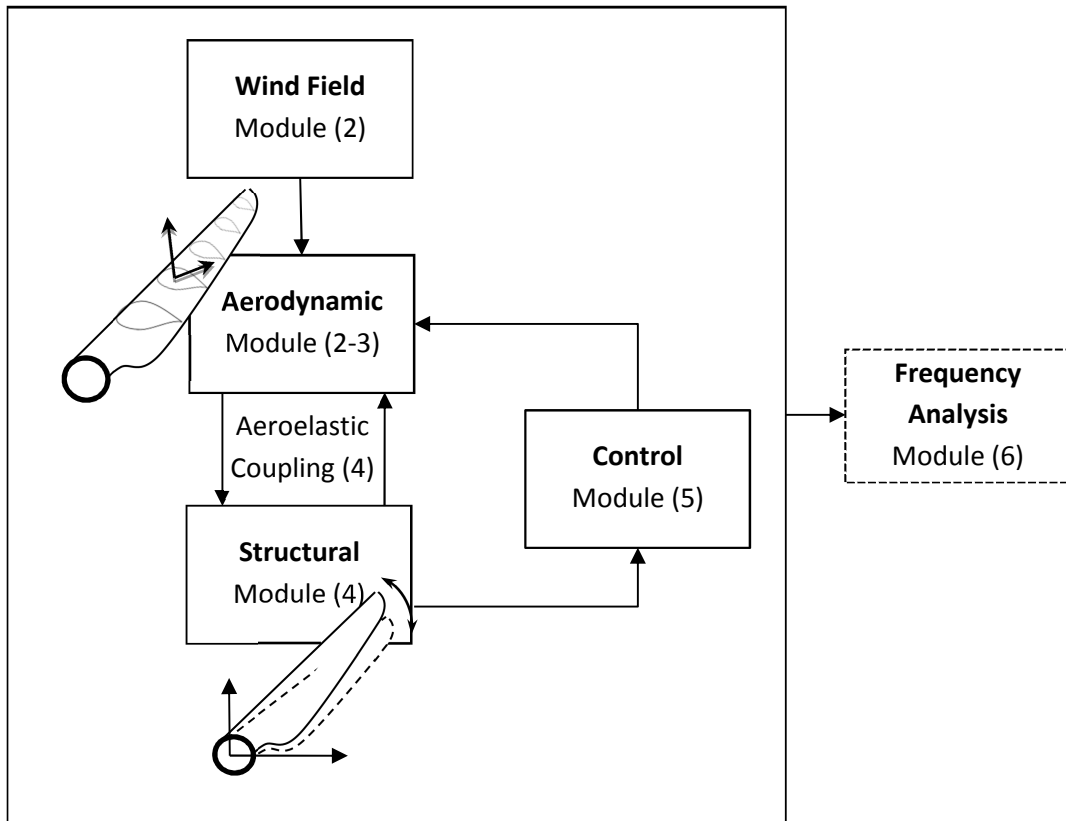 Wind Field
Module (2)
Aerodynamic
Module (2-3)
Aeroelastic
Coupling (4)
Structural
Module (4)
Control
Module (5)
Frequency
Analysis
Module (6)